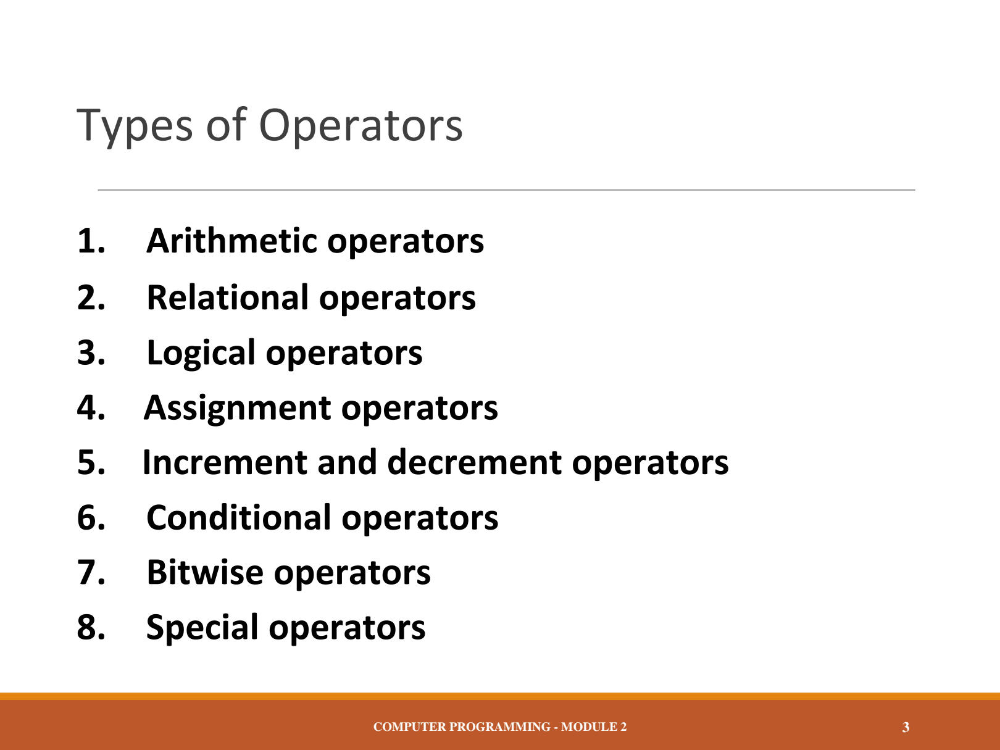 Types of Operators
1. Arithmetic operators
2. Relational operators
3. Logical operators
4. Assignment operators
5. Increment and decrement operators
6. Conditional operators
7. Bitwise operators
8. Special operators
COMPUTER PROGRAMMING - MODULE 2
3